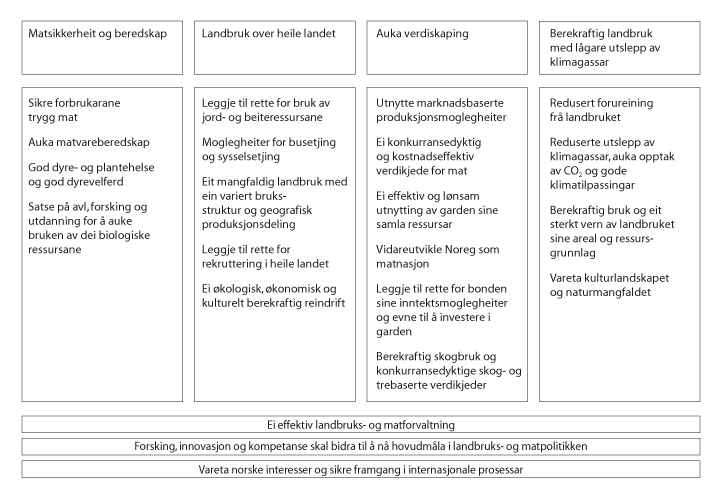 Matsikkerheit og beredskap
Landbruk over heile landet
Auka verdiskaping
Berekraftig landbruk
med lågare utslepp av
klimagassar
Sikre forbrukarane
trygg mat
Auka matvareberedskap
God dyre- og plantehelse
og god dyrevelferd
Satse på avl, forsking og
utdanning for å auke
bruken av dei biologiske
ressursane
Leggje til rette for bruk av
jord- og beiteressursane
Moglegheiter for busetjing
og sysselsetjing
Eit mangfaldig landbruk med
ein variert bruks-
struktur og geografisk
produksjonsdeling
Leggje til rette for
rekruttering i heile landet
Ei økologisk, økonomisk og
kulturelt berekraftig reindrift
Utnytte marknadsbaserte
produksjonsmoglegheiter
Ei konkurransedyktig
og kostnadseffektiv
verdikjede for mat
Ei effektiv og lønsam
utnytting av garden sine
samla ressursar
Vidareutvikle Noreg som
matnasjon
Leggje til rette for bonden
sine inntektsmoglegheiter
og evne til å investere i
garden
Berekraftig skogbruk og
konkurransedyktige skog- og
trebaserte verdikjeder
Redusert forureining
frå landbruket
Reduserte utslepp av
klimagassar, auka opptak
av CO₂ og gode
klimatilpassingar
Berekraftig bruk og eit
sterkt vern av landbruket
sine areal og ressurs-
grunnlag
Vareta kulturlandskapet
og naturmangfaldet
Ei effektiv landbruks- og matforvaltning
Forsking, innovasjon og kompetanse skal bidra til å nå hovudmåla i landbruks- og matpolitikken
Vareta norske interesser og sikre framgang i internasjonale prosessar